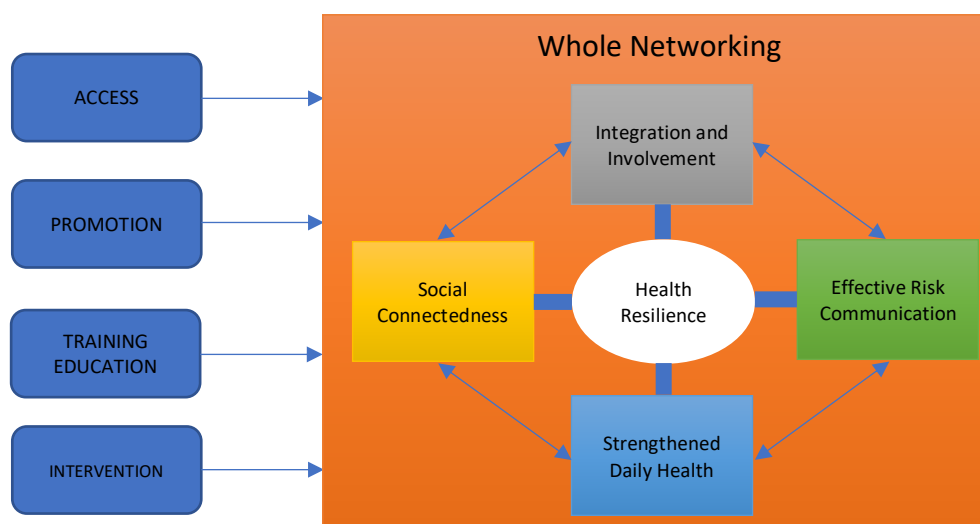 Whole Networking
ACCESS
Integration and
Involvement
PROMOTION
Social
Connectedness
Health
Resilience
Effective Risk
Communication
TRAINING
EDUCATION
Strengthened
Daily Health
INTERVENTION